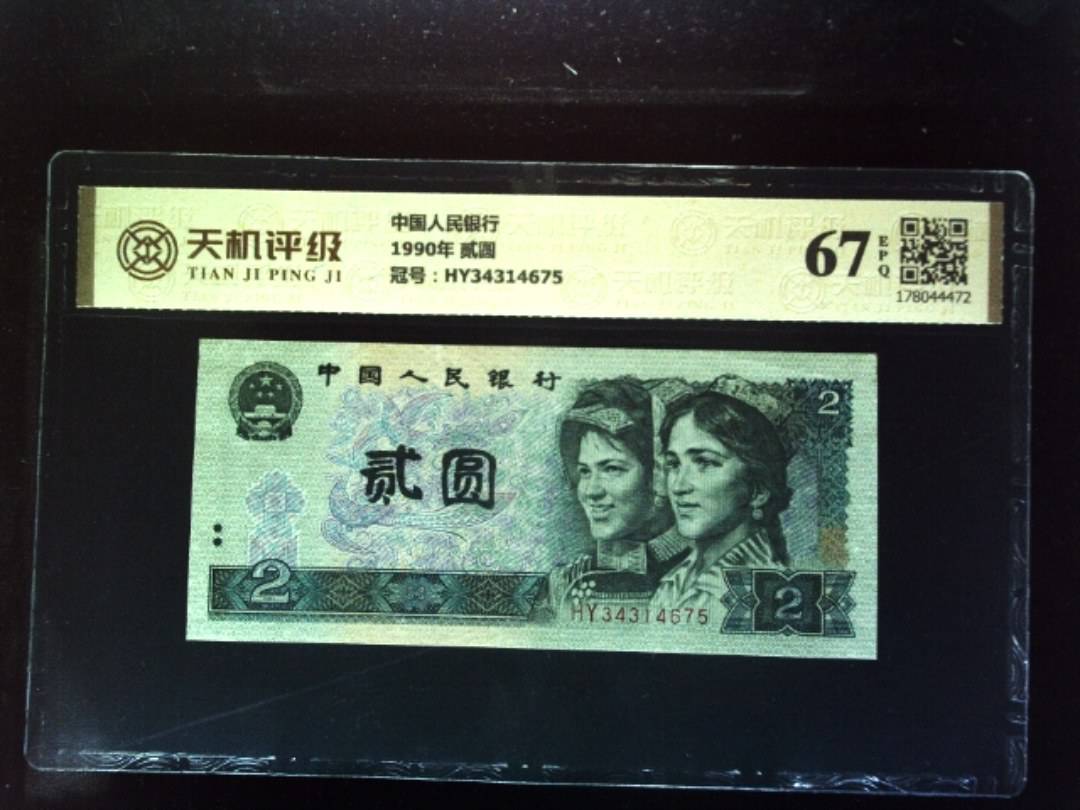 天机评级
TIAN JI PING JI
中国人民银行
1990年 贰圆
冠号：HY34314675
67
EPQ
178044472
中国人民银行
2
贰圆
2
HY34314675
2